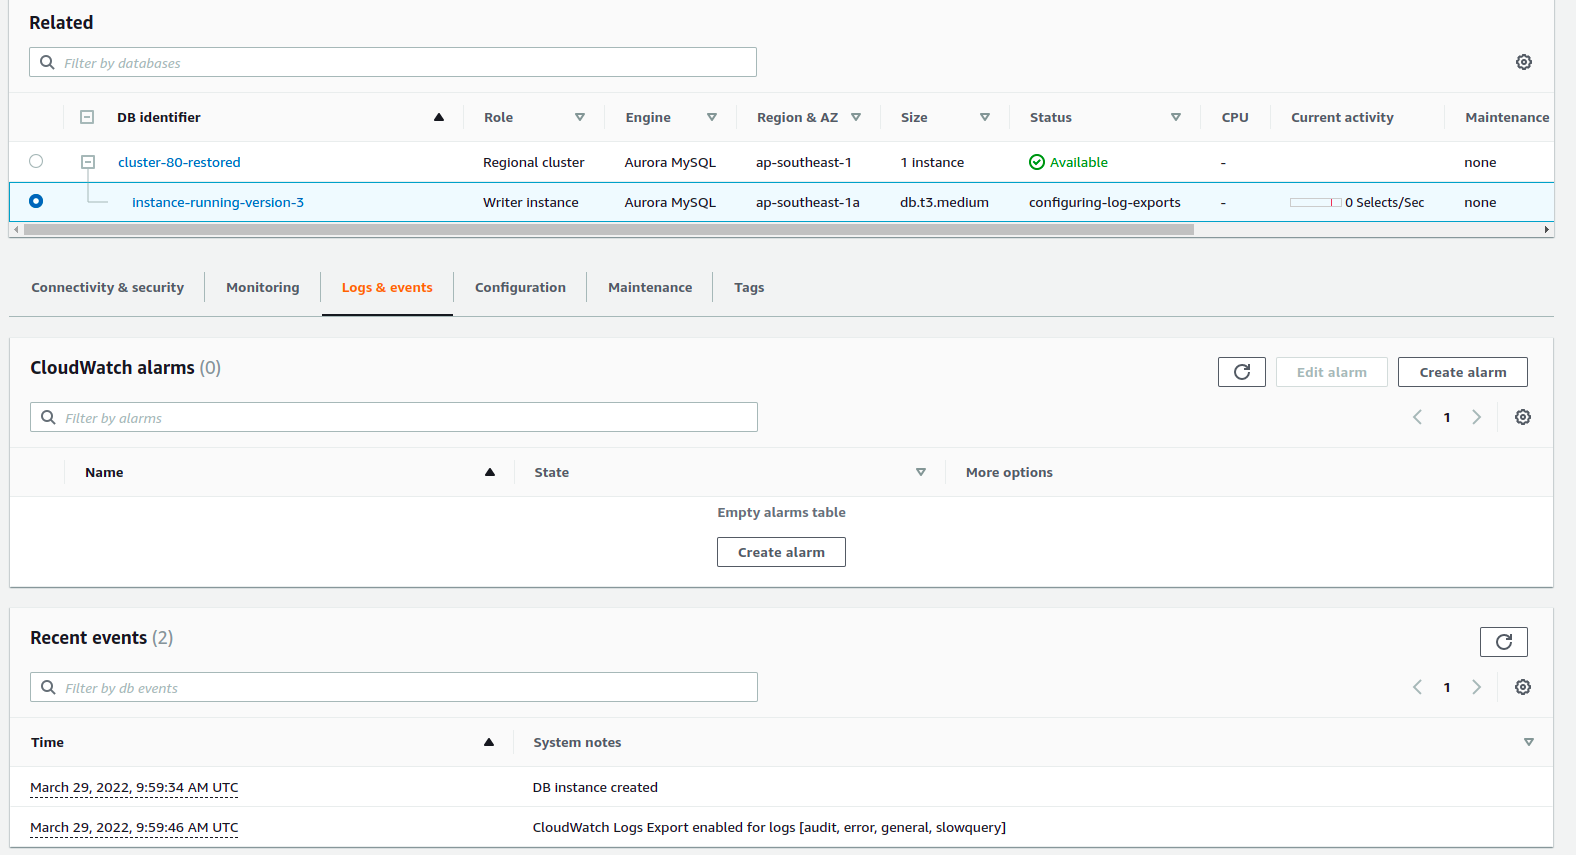 Related
Filter by databases
DB identifier Role Engine Region & AZ Size Status CPU Current activity Maintenance
cluster-80-restored Regional cluster Aurora MySQL ap-southeast-1 1 instance Available - none
instance-running-version-3 Writer instance Aurora MySQL ap-southeast-1a db.t3.medium configuring-log-exports - 0 Selects/Sec none
Connectivity & security Monitoring Logs & events Configuration Maintenance Tags
CloudWatch alarms (0) Edit alarm Create alarm
Filter by alarms 1
Name State More options
Empty alarms table
Create alarm
Recent events (2)
Filter by db events 1
Time System notes
March 29, 2022, 9:59:34 AM UTC DB instance created
March 29, 2022, 9:59:46 AM UTC CloudWatch Logs Export enabled for logs [audit, error, general, slowquery]